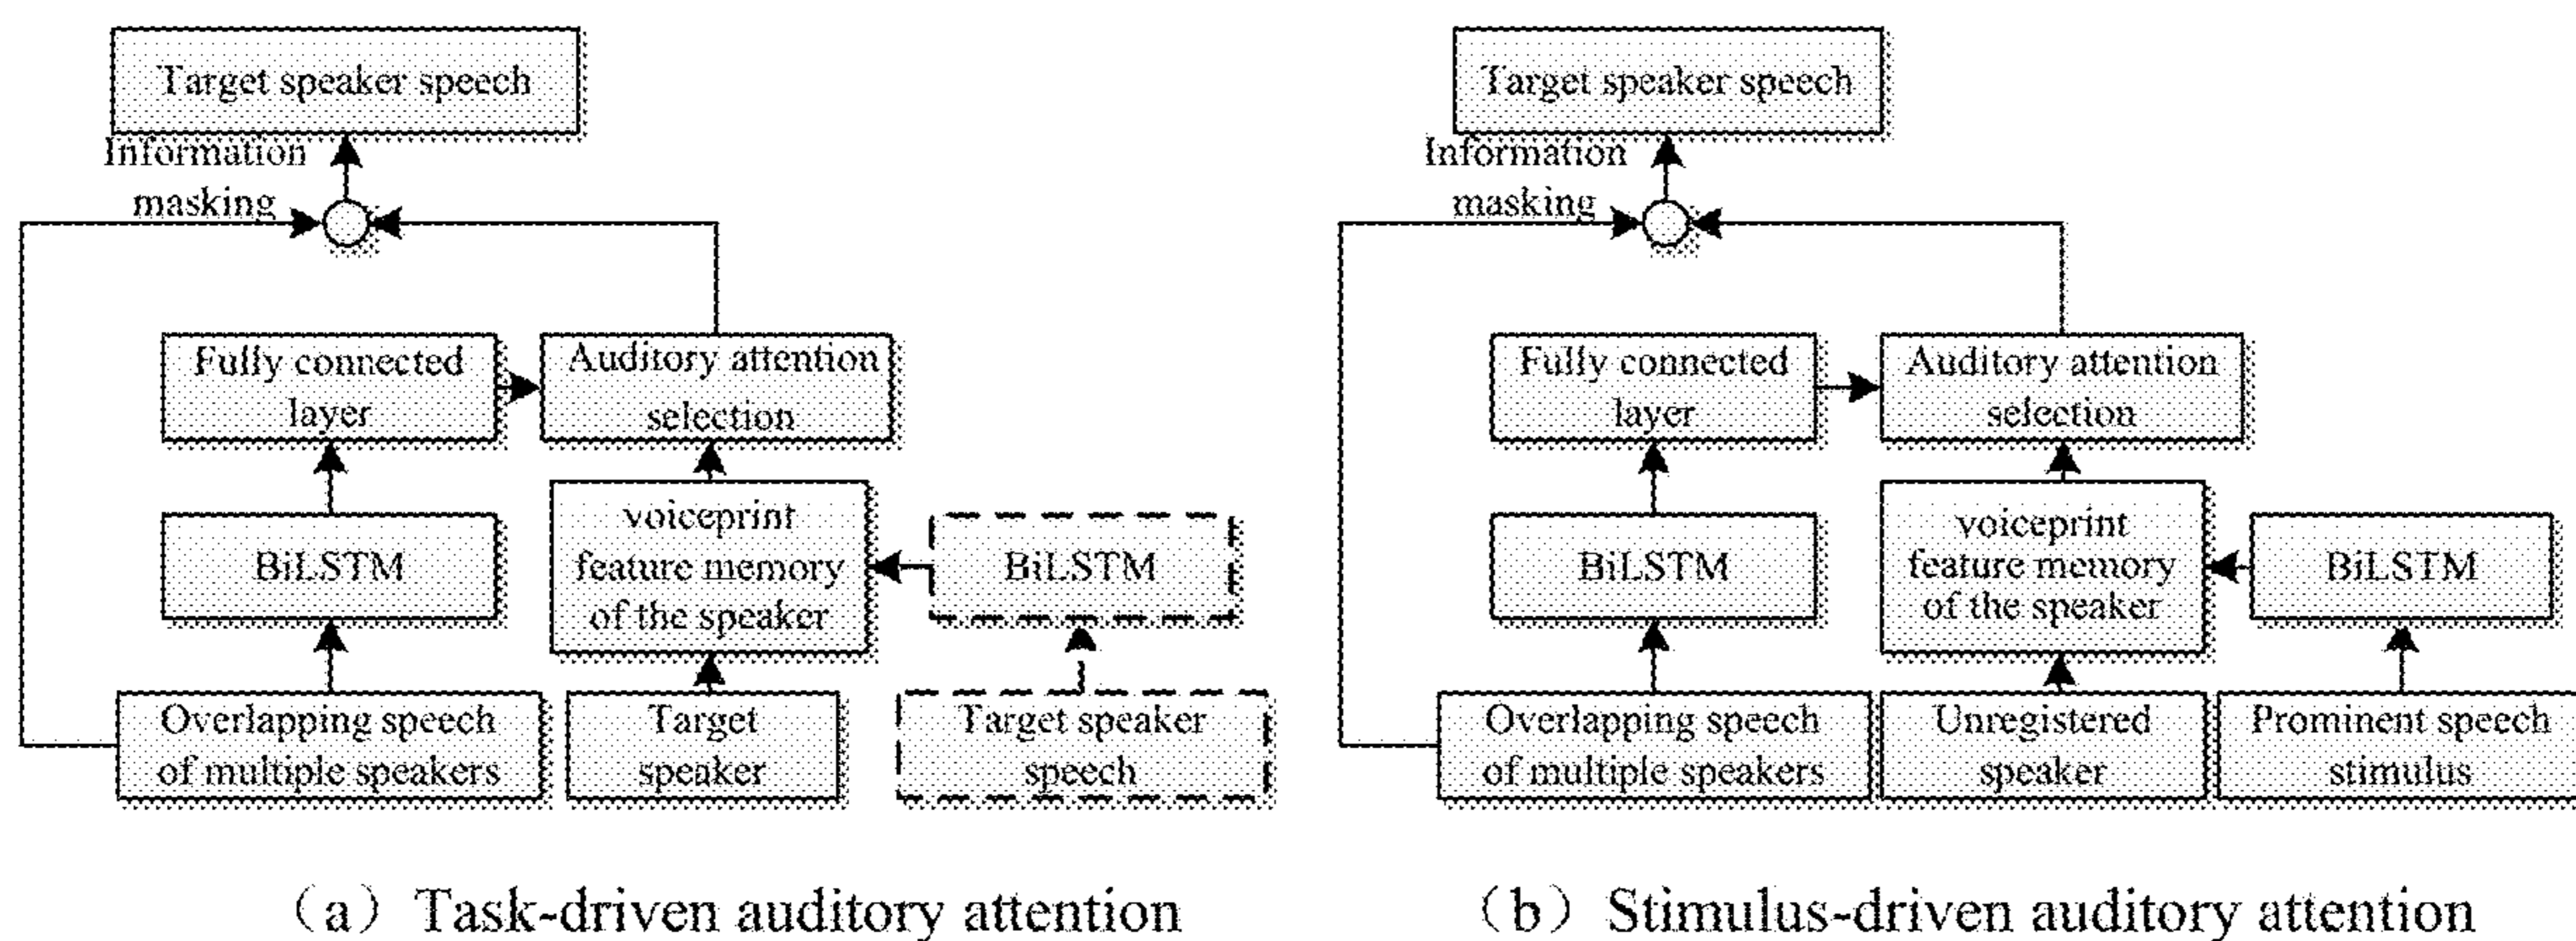 Target speaker speech
Information
masking
Fully connected
layer
Auditory attention
selection
BiLSTM
voiceprint
feature memory
of the speaker
BiLSTM
Overlapping speech
of multiple speakers
Target
speaker
Target speaker
speech
（a）Task-driven auditory attention
Target speaker speech
Information
masking
Fully connected
layer
Auditory attention
selection
BiLSTM
voiceprint
feature memory
of the speaker
BiLSTM
Overlapping speech
of multiple speakers
Unregistered
speaker
Prominent speech
stimulus
（b）Stimulus-driven auditory attention